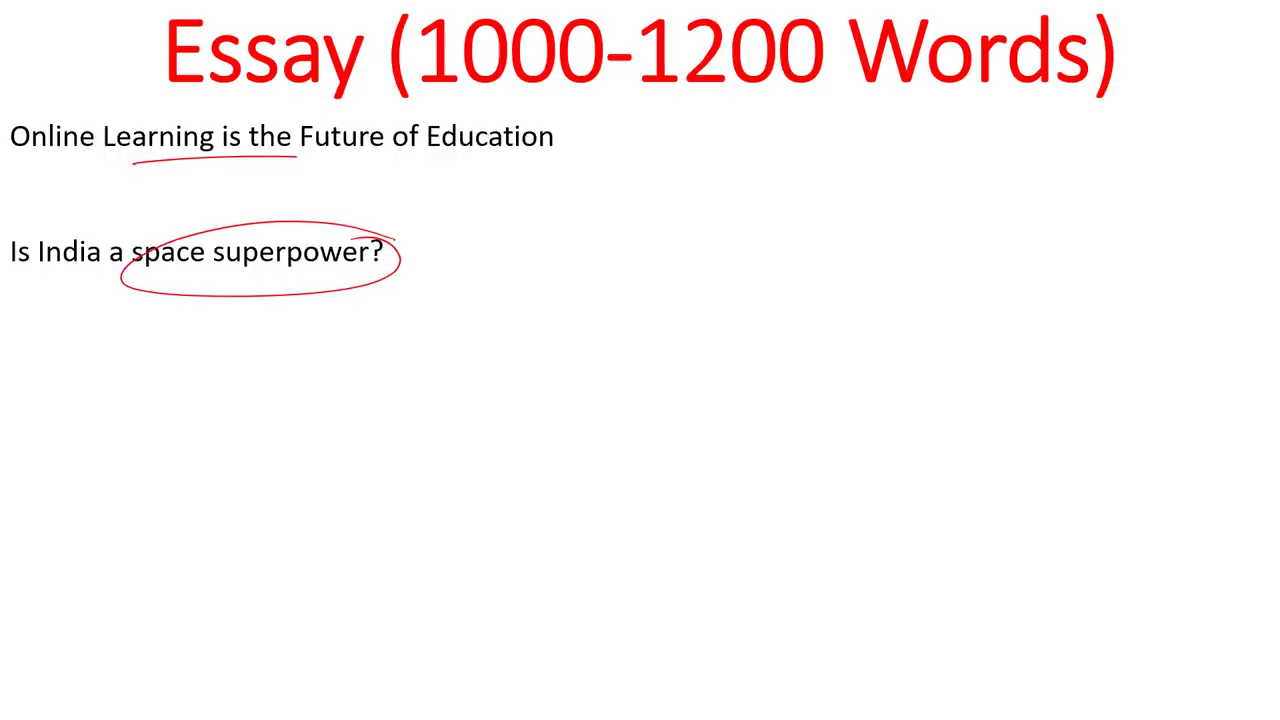 Essay (1000-1200 Words)
Online Learning is the Future of Education
Is India a space superpower?